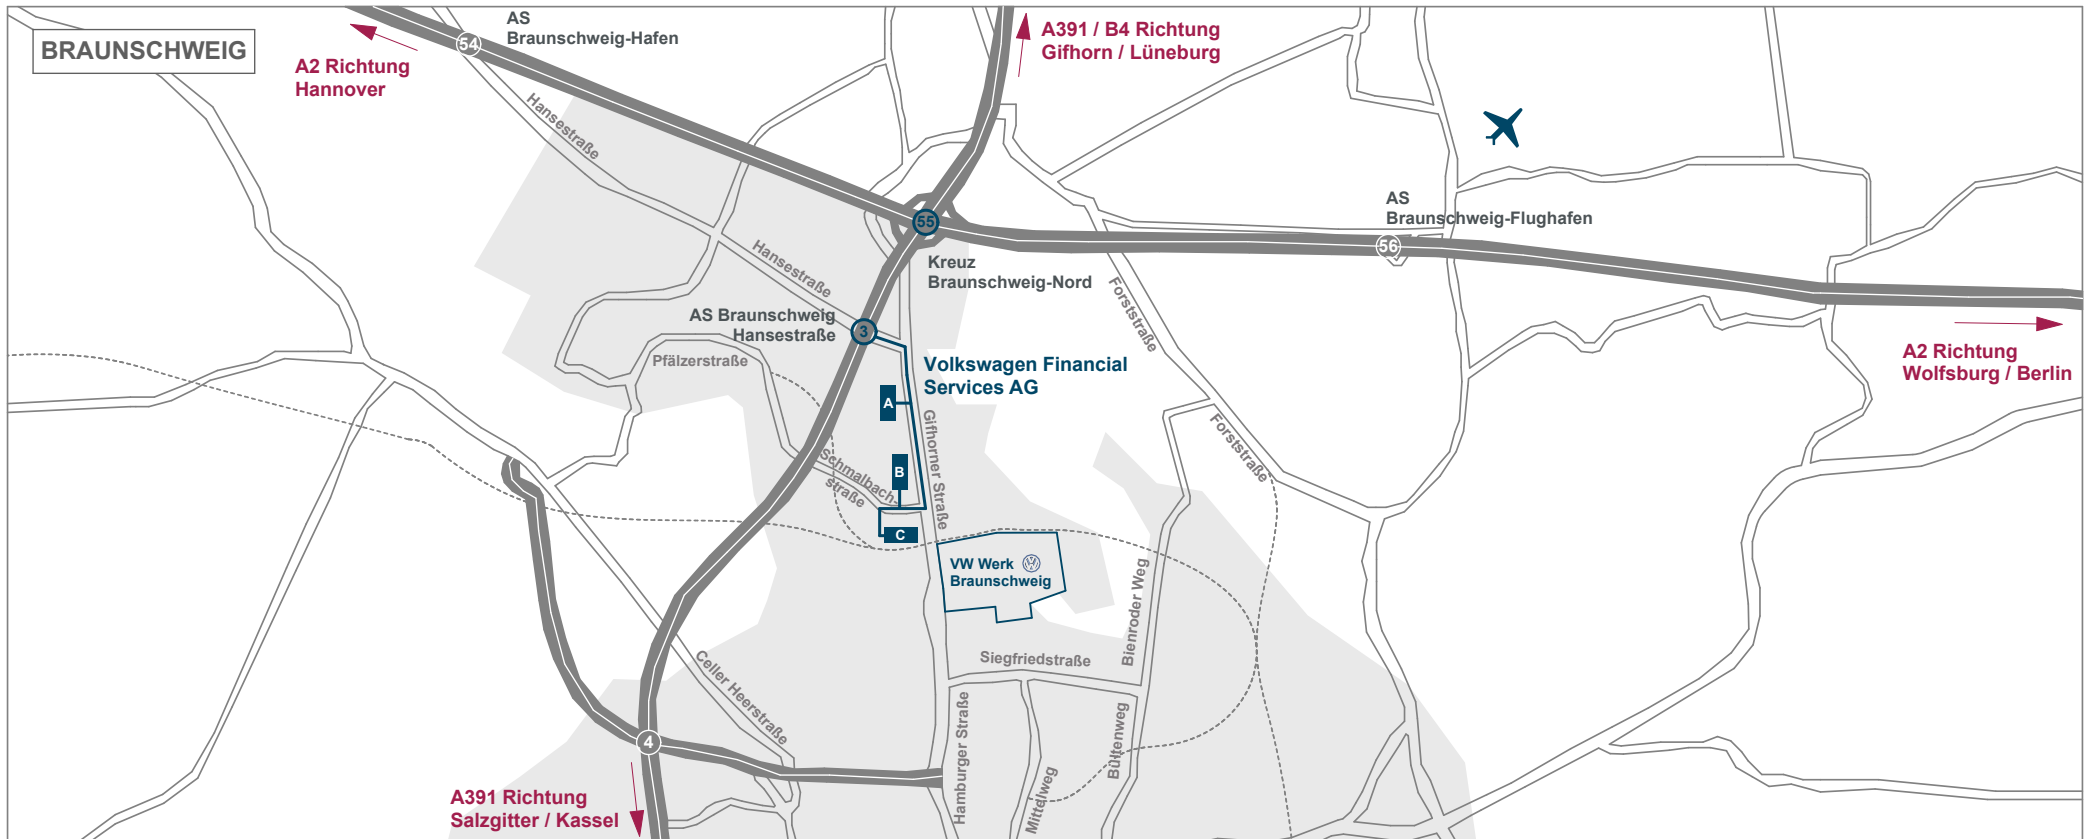 BRAUNSCHWEIG
AS
Braunschweig-Hafen
54
A2 Richtung
Hannover
A391 / B4 Richtung
Gifhorn / Lüneburg
Hansestraße
AS
Braunschweig-Flughafen
55
56
Kreuz
Braunschweig-Nord
Hansestraße
Forststraße
AS Braunschweig
Hansestraße
3
A2 Richtung
Wolfsburg / Berlin
Pfälzerstraße
Volkswagen Financial
Services AG
A
Gifhorner Straße
Forststraße
B
Schmalbach-
straße
C
VW Werk
Braunschweig
Bienroder Weg
Siegfriedstraße
Celler Heerstraße
Hamburger Straße
Bültenweg
Mittelweg
4
A391 Richtung
Salzgitter / Kassel